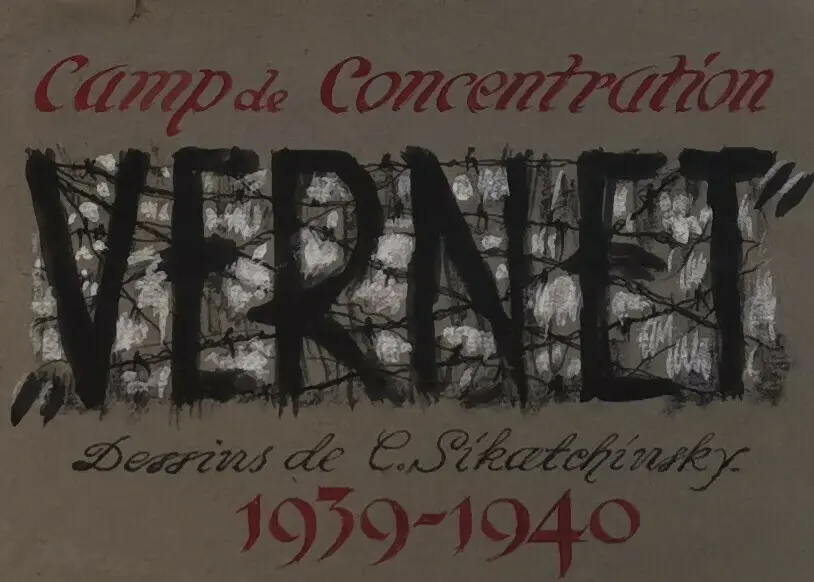 Camp de Concentration
„VERNET”
Dessins de C. Sikatchinsky.
1939-1940